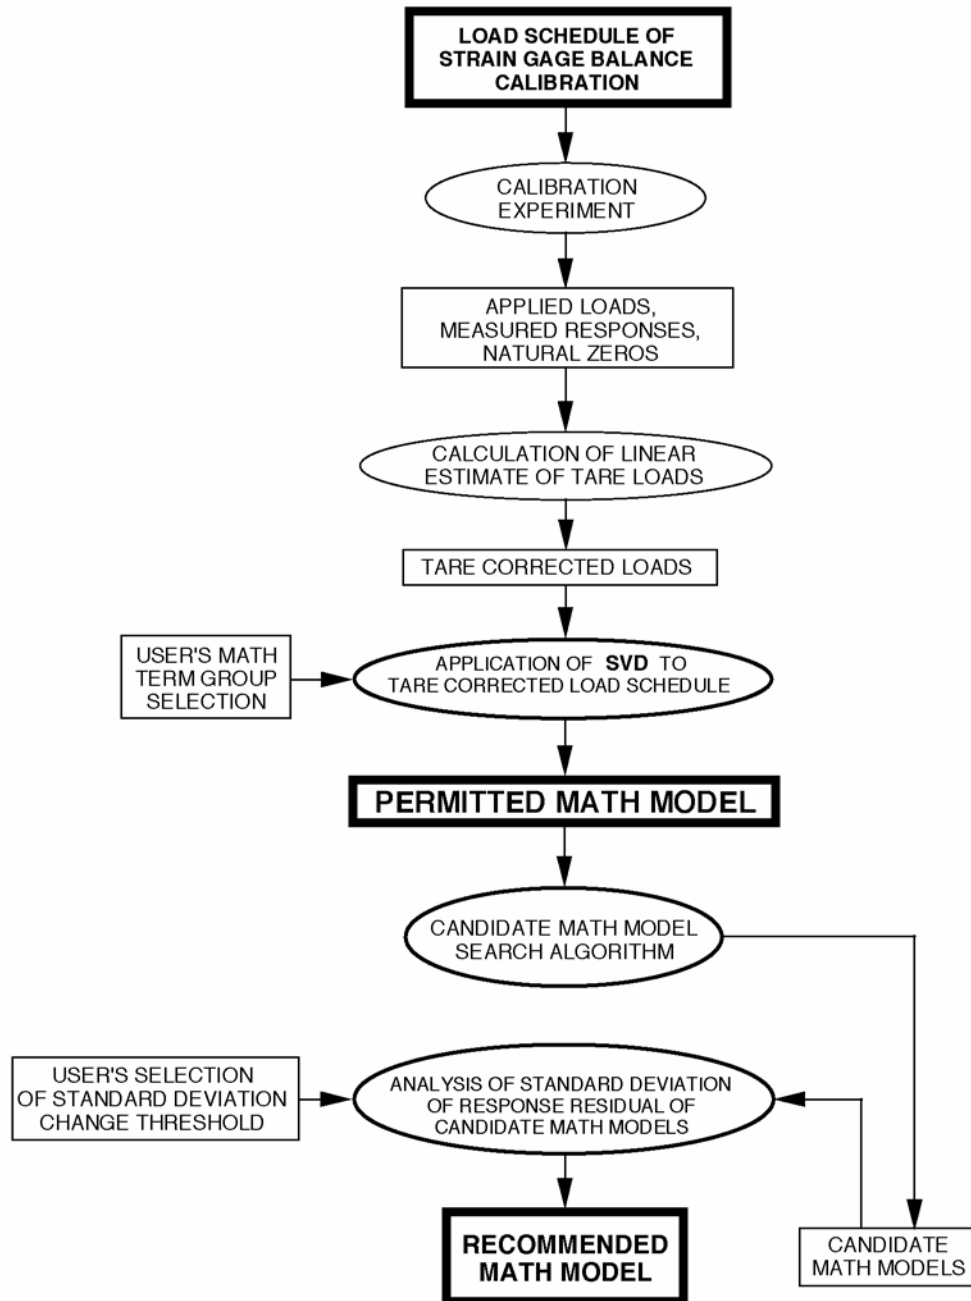 LOAD SCHEDULE OF
STRAIN GAGE BALANCE
CALIBRATION
CALIBRATION
EXPERIMENT
APPLIED LOADS,
MEASURED RESPONSES,
NATURAL ZEROS
CALCULATION OF LINEAR
ESTIMATE OF TARE LOADS
TARE CORRECTED LOADS
USER'S MATH
TERM GROUP
SELECTION
APPLICATION OF SVD TO
TARE CORRECTED LOAD SCHEDULE
PERMITTED MATH MODEL
CANDIDATE MATH MODEL
SEARCH ALGORITHM
USER'S SELECTION
OF STANDARD DEVIATION
CHANGE THRESHOLD
ANALYSIS OF STANDARD DEVIATION
OF RESPONSE RESIDUAL OF
CANDIDATE MATH MODELS
RECOMMENDED
MATH MODEL
CANDIDATE
MATH MODELS